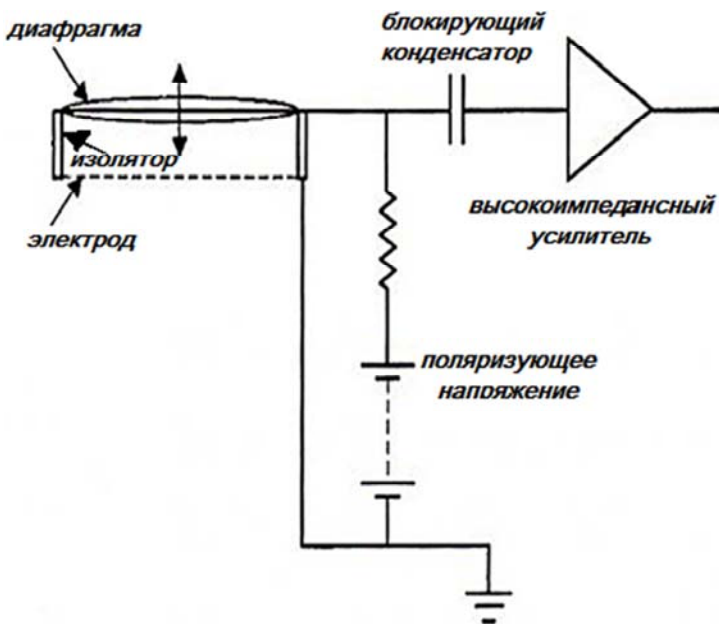 диафрагма
блокирующий
конденсатор
изолятор
электрод
высокоимпедансный
усилитель
поляризующее
напряжение